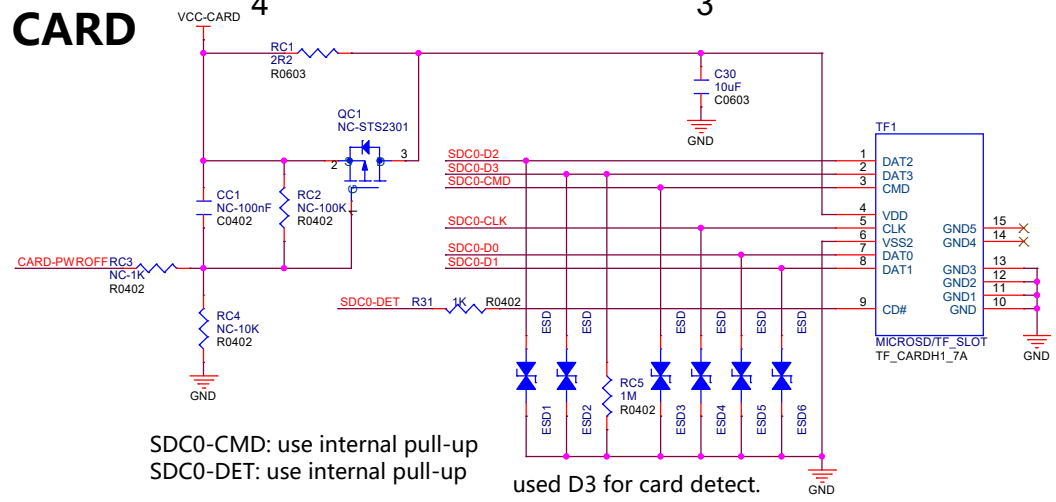 4
3
CARD
VCC-CARD
RC1
2R2
R0603
C30
10uF
C0603
GND
QC1
NC-STS2301
2
3
1
CC1
NC-100nF
C0402
RC2
NC-100K
R0402
CARD-PWROFF
RC3
NC-1K
R0402
RC4
NC-10K
R0402
GND
SDC0-D2
SDC0-D3
SDC0-CMD
SDC0-CLK
SDC0-D0
SDC0-D1
SDC0-DET
R31
1K
R0402
TF1
1 DAT2
2 DAT3
3 CMD
4 VDD
5 CLK
6 VSS2
7 DAT0
8 DAT1
9 CD#
GND5 15
GND4 14
GND3 13
GND2 12
GND1 11
GND 10
MICROSD/TF_SLOT
TF_CARDH1_7A
GND
ESD
ESD
ESD
ESD
ESD
ESD
ESD1
ESD2
RC5
1M
R0402
ESD3
ESD4
ESD5
ESD6
GND
SDC0-CMD: use internal pull-up
SDC0-DET: use internal pull-up
used D3 for card detect.